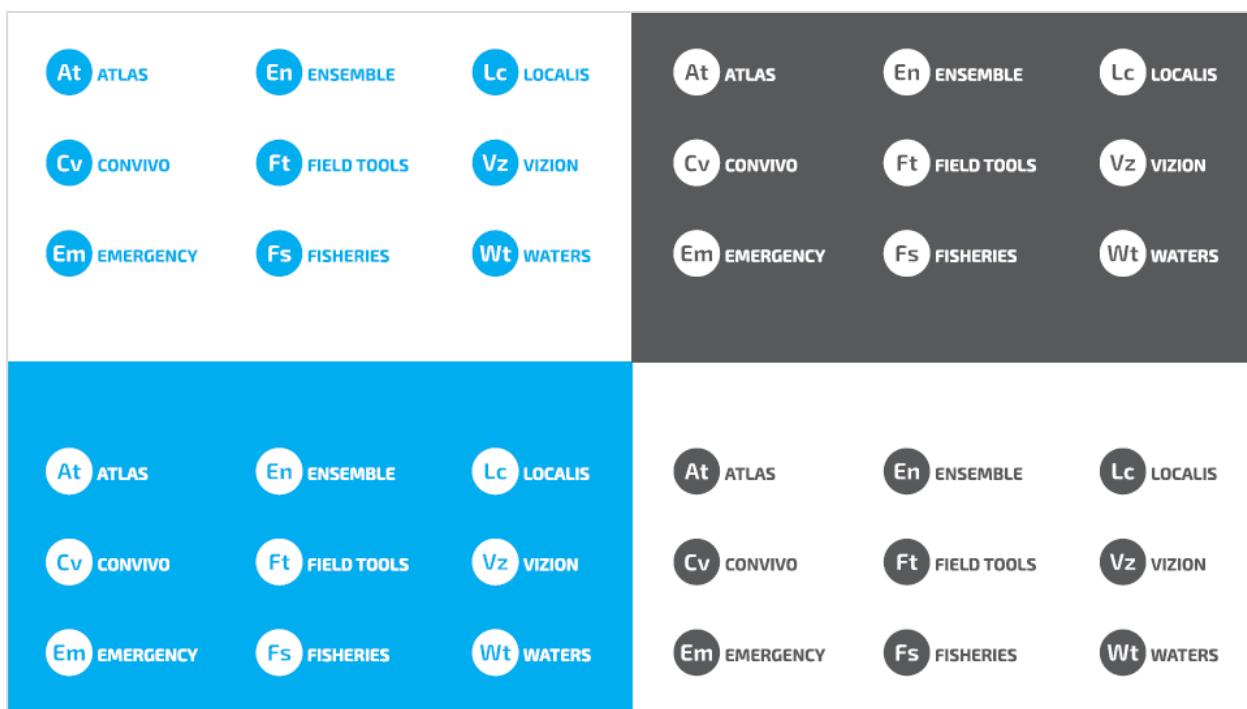 At ATLAS En ENSEMBLE Lc LOCALIS
Cv CONVIVO Ft FIELD TOOLS Vz VIZION
Em EMERGENCY Fs FISHERIES Wt WATERS
At ATLAS En ENSEMBLE Lc LOCALIS
Cv CONVIVO Ft FIELD TOOLS Vz VIZION
Em EMERGENCY Fs FISHERIES Wt WATERS
At ATLAS En ENSEMBLE Lc LOCALIS
Cv CONVIVO Ft FIELD TOOLS Vz VIZION
Em EMERGENCY Fs FISHERIES Wt WATERS
At ATLAS En ENSEMBLE Lc LOCALIS
Cv CONVIVO Ft FIELD TOOLS Vz VIZION
Em EMERGENCY Fs FISHERIES Wt WATERS